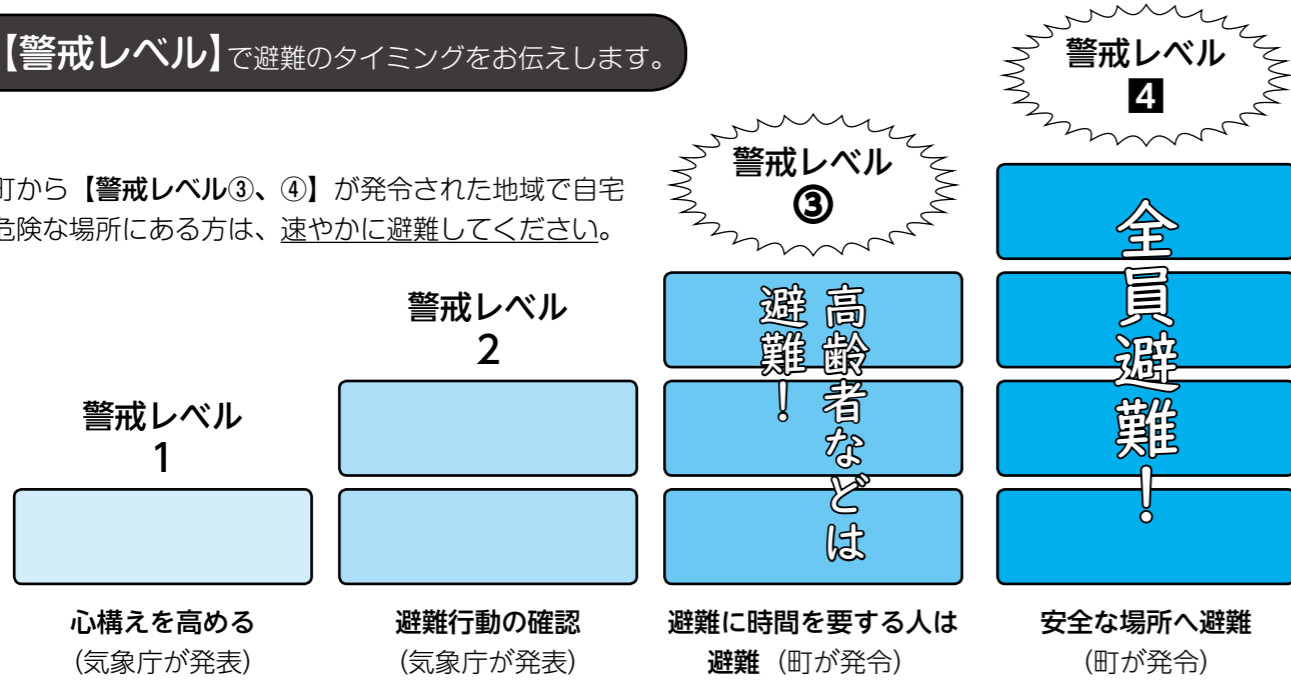 【警戒レベル】で避難のタイミングをお伝えします。
町から【警戒レベル③、④】が発令された地域で自宅
危険な場所にある方は、速やかに避難してください。
警戒レベル
1
心構えを高める
(気象庁が発表)
警戒レベル
2
避難行動の確認
(気象庁が発表)
警戒レベル
③
高齢者などは
避難!
避難に時間を要する人は
避難(町が発令)
警戒レベル
4
全員避難!
安全な場所へ避難
(町が発令)